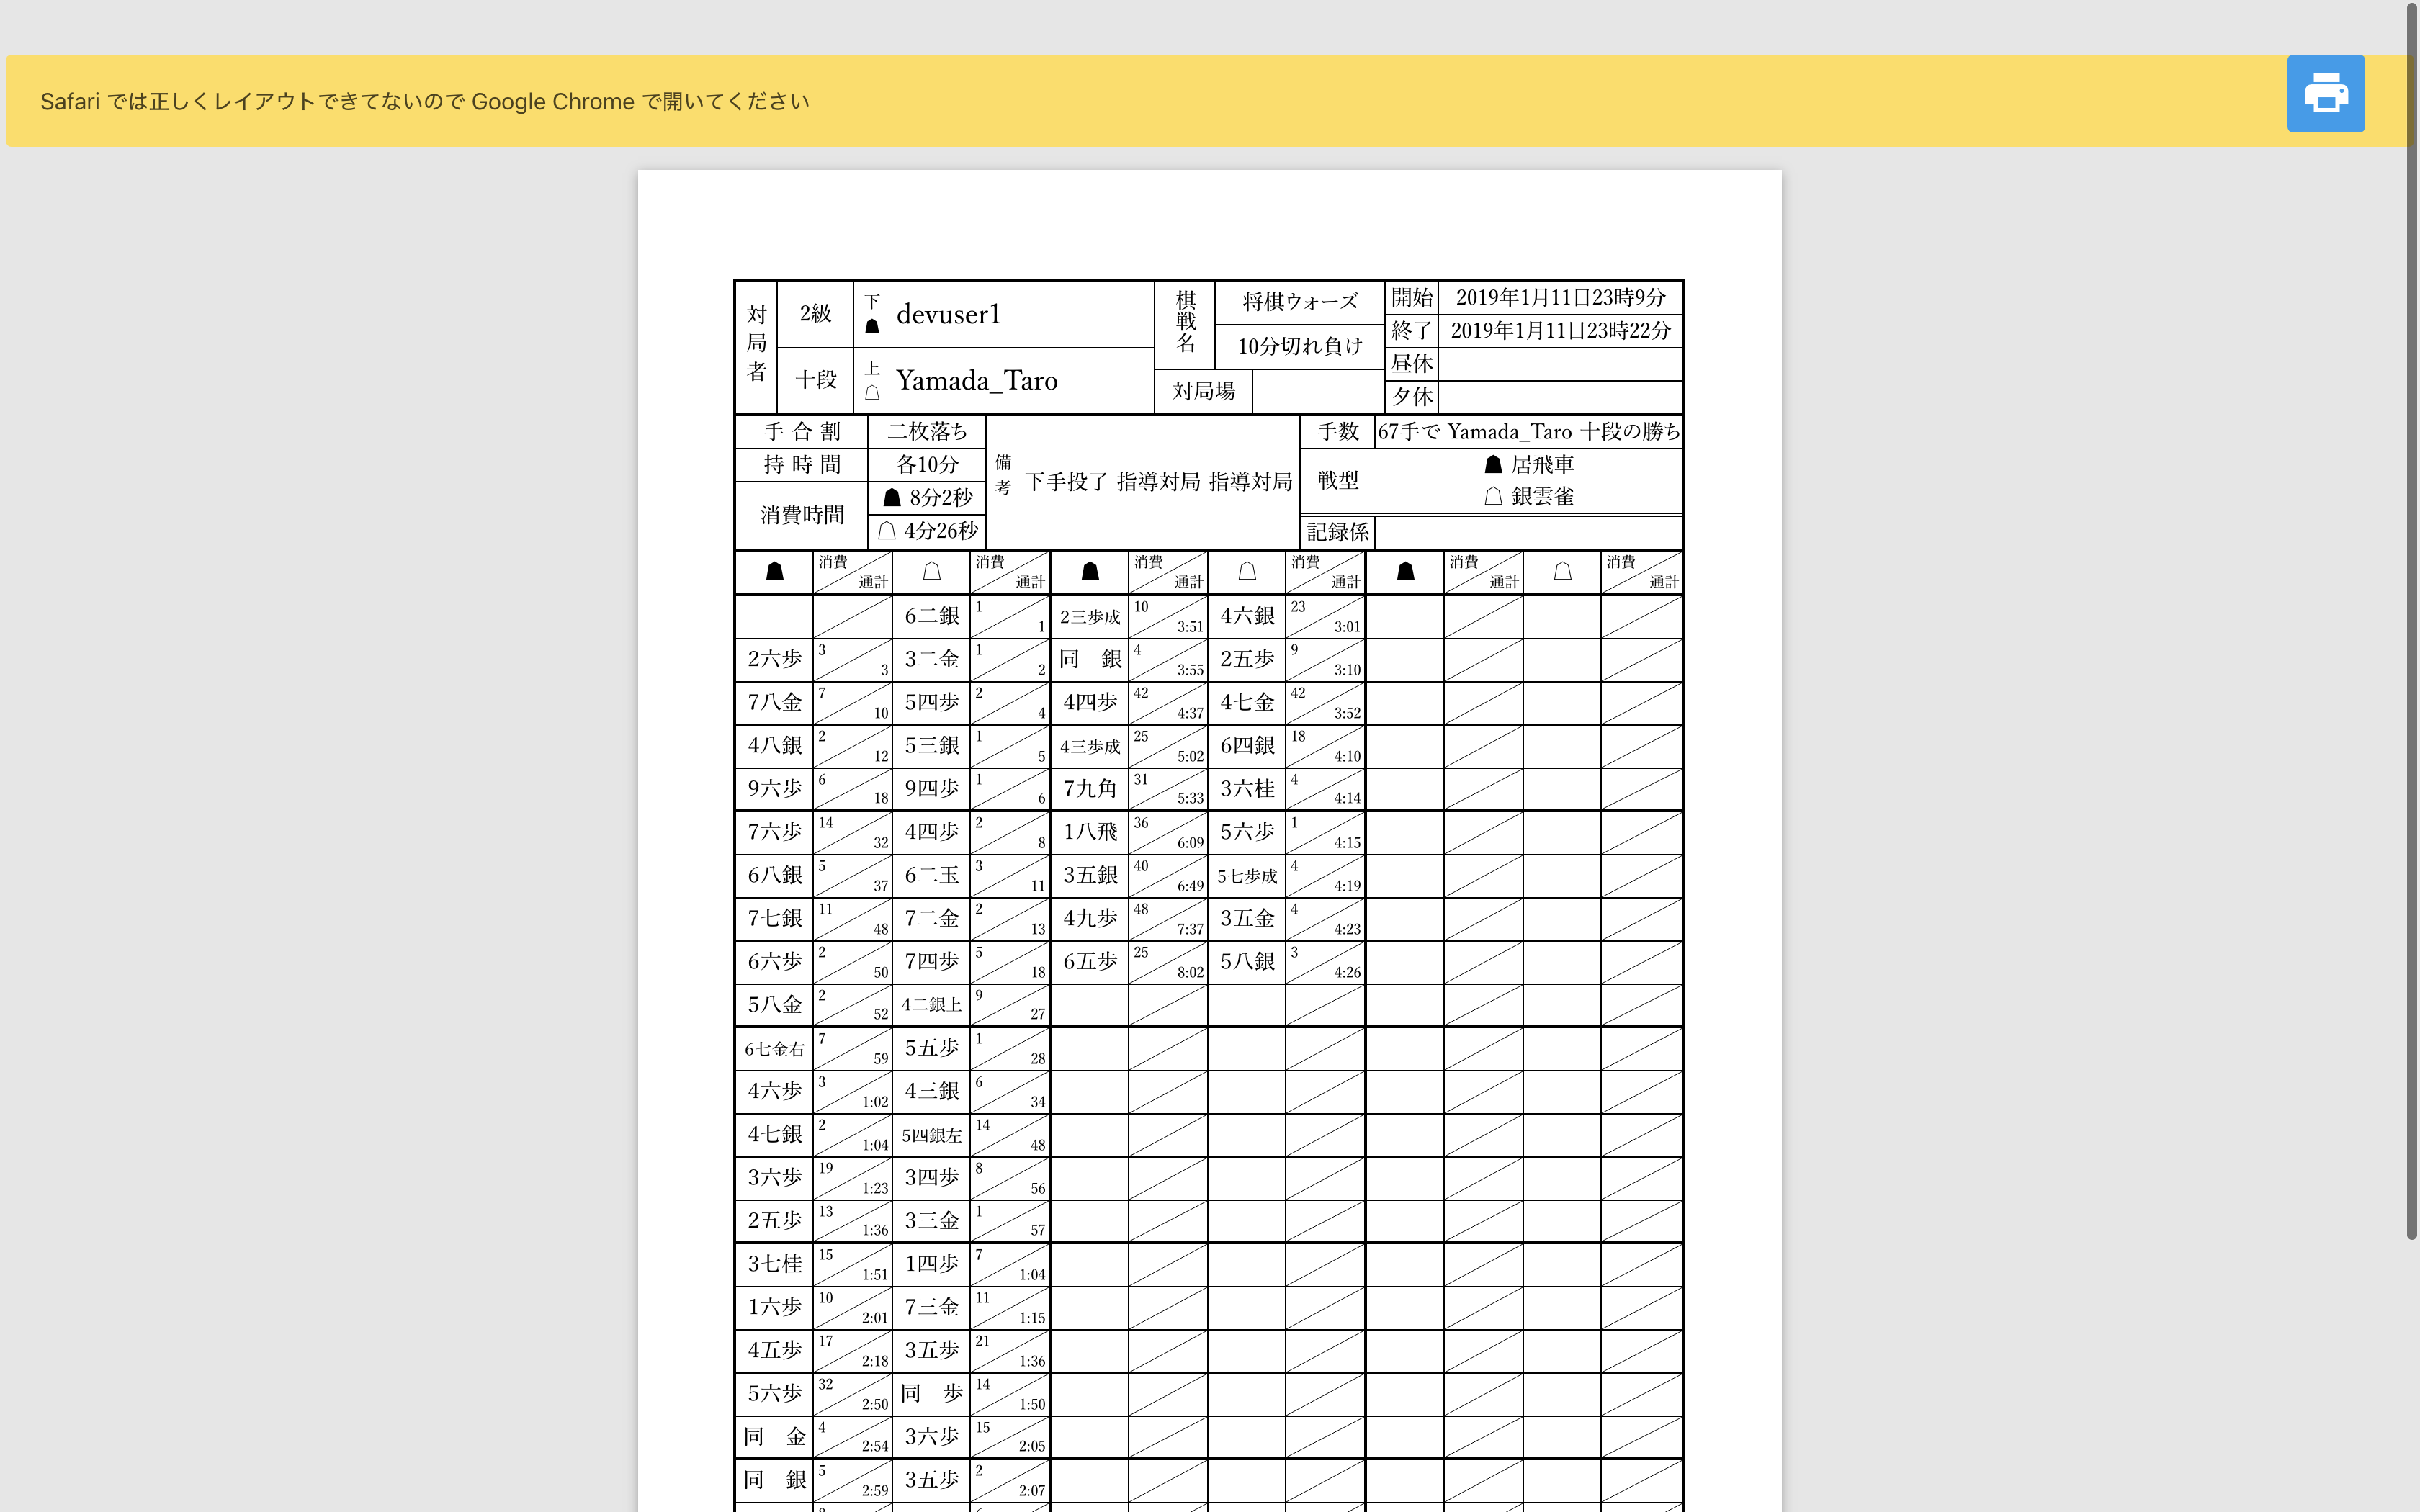 Safari では正しくレイアウトできてないので Google Chrome で開いてください
対局者 2級 下 devuser1 棋戦名 将棋ウォーズ 開始 2019年1月11日23時9分
10分切れ負け 終了 2019年1月11日23時22分
十段 上 Yamada_Taro 対局場 昼休
夕休
手合割 二枚落ち 備考 下手投了 指導対局 指導対局 手数 67手で Yamada_Taro 十段の勝ち
持時間 各10分 戦型 居飛車
消費時間 8分2秒 銀雲雀
4分26秒 記録係
消費 通計 消費 通計 消費 通計 消費 通計 消費 通計 消費 通計
6二銀 1 1 2三歩成 10 3:51 4六銀 23 3:01
2六歩 3 3 3二金 1 2 同 銀 4 3:55 2五歩 9 3:10
7八金 7 10 5四歩 2 4 4四歩 42 4:37 4七金 42 3:52
4八銀 2 12 5三銀 1 5 4三歩成 25 5:02 6四銀 18 4:10
9六歩 6 18 9四歩 1 6 7九角 31 5:33 3六桂 4 4:14
7六歩 14 32 4四歩 2 8 1八飛 36 6:09 5六歩 1 4:15
6八銀 5 37 6二玉 3 11 3五銀 40 6:49 5七歩成 4 4:19
7七銀 11 48 7二金 2 13 4九歩 48 7:37 3五金 4 4:23
6六歩 2 50 7四歩 5 18 6五歩 25 8:02 5八銀 3 4:26
5八金 2 52 4二銀上 9 27
6七金右 7 59 5五歩 1 28
4六歩 3 1:02 4三銀 6 34
4七銀 2 1:04 5四銀左 14 48
3六歩 19 1:23 3四歩 8 56
2五歩 13 1:36 3三金 1 57
3七桂 15 1:51 1四歩 7 1:04
1六歩 10 2:01 7三金 11 1:15
4五歩 17 2:18 3五歩 21 1:36
5六歩 32 2:50 同 歩 14 1:50
同 金 4 2:54 3六歩 15 2:05
同 銀 5 2:59 3五歩 2 2:07